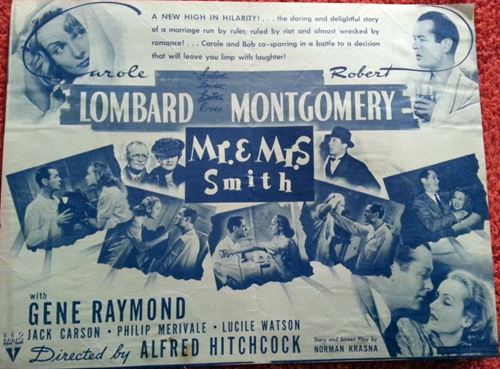 A NEW HIGH IN HILARITY! . . . the daring and delightful story
of a marriage run by rules, ruled by riot and almost wrecked by
romance! . . . Carole and Bob co-sparring in a battle to a decision
that will leave you limp with laughter!
Carole Robert
LOMBARD MONTGOMERY
Mr. & Mrs
Smith
with
GENE RAYMOND
JACK CARSON · PHILIP MERIVALE · LUCILE WATSON
Directed by ALFRED HITCHCOCK
Story and Screen Play by
NORMAN KRASNA
RKO
RADIO